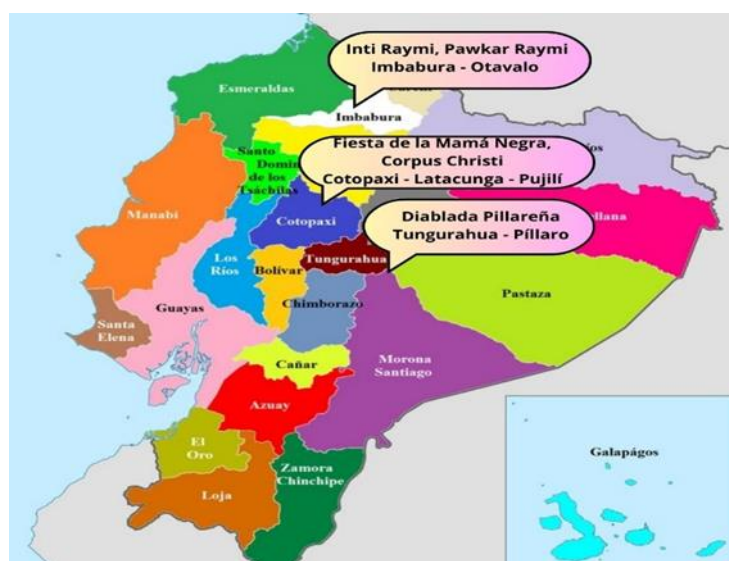 Inti Raymi, Pawkar Raymi
Imbabura - Otavalo
Esmeraldas
Imbabura
Fiesta de la Mamá Negra,
Corpus Christi
Cotopaxi - Latacunga - Pujilí
Santo
Domin
de los
Tsáchilas
Manabi
Cotopaxi
Diablada Pillareña
Tungurahua - Píllaro
Los
Ríos
Bolívar
Tungurahua
Pastaza
Guayas
Chimborazo
Santa
Elena
Cañar
Morona
Santiago
Azuay
El
Oro
Zamora
Chinchipe
Loja
Galapágos